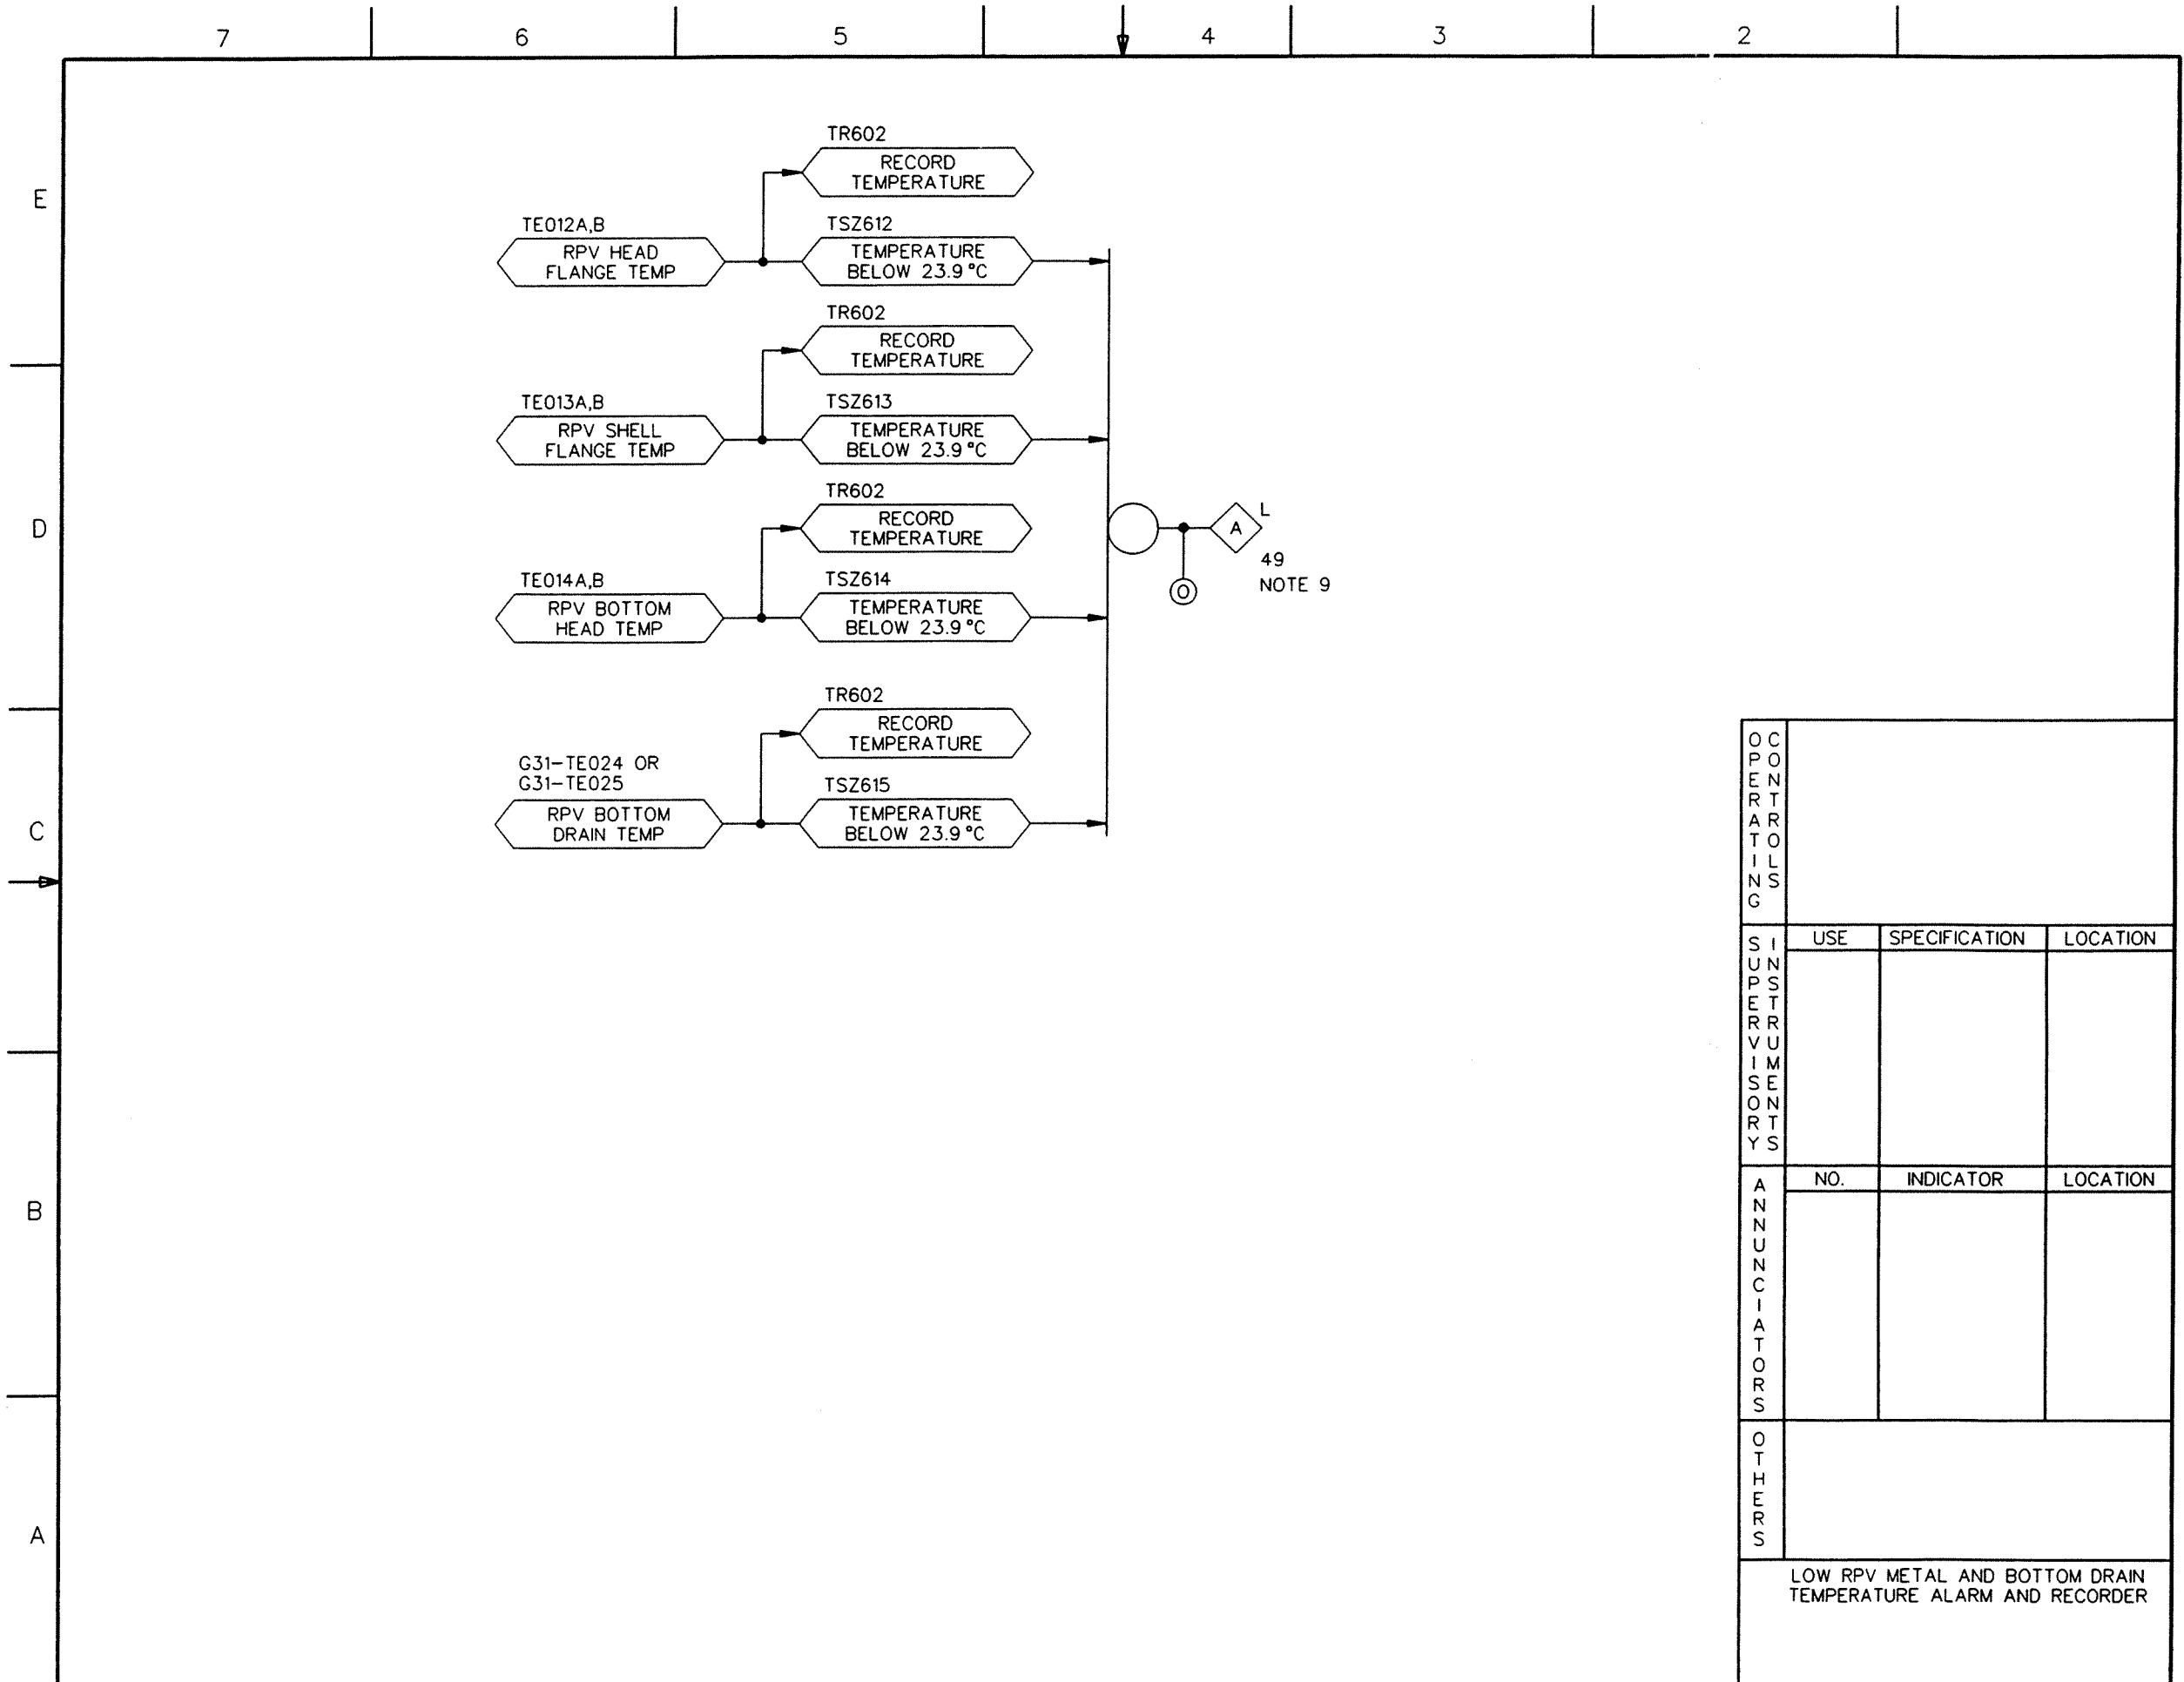 7 6 5 4 3 2
E
D
C
B
A
TR602
RECORD
TEMPERATURE
TE012A,B
RPV HEAD
FLANGE TEMP
TSZ612
TEMPERATURE
BELOW 23.9°C
TR602
RECORD
TEMPERATURE
TE013A,B
RPV SHELL
FLANGE TEMP
TSZ613
TEMPERATURE
BELOW 23.9°C
TR602
RECORD
TEMPERATURE
TE014A,B
RPV BOTTOM
HEAD TEMP
TSZ614
TEMPERATURE
BELOW 23.9°C
O
A
L
49
NOTE 9
TR602
RECORD
TEMPERATURE
G31-TE024 OR
G31-TE025
RPV BOTTOM
DRAIN TEMP
TSZ615
TEMPERATURE
BELOW 23.9°C
OPERATING
CONTROLS
SUPERVISORY
INSTRUMENTS
USE SPECIFICATION LOCATION
ANNUNCIATORS
NO. INDICATOR LOCATION
OTHERS
LOW RPV METAL AND BOTTOM DRAIN
TEMPERATURE ALARM AND RECORDER